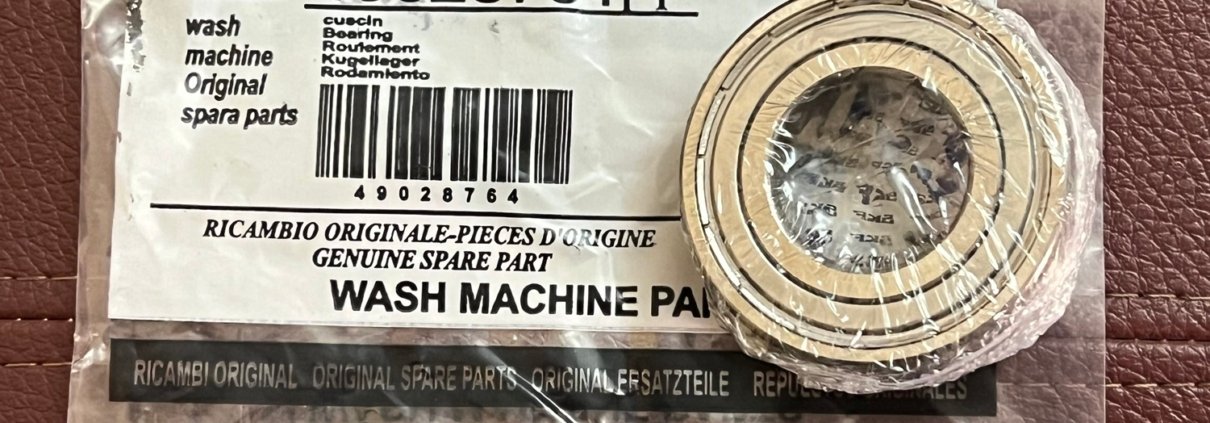 wash
machine
Original
spara parts
cuscin
Bearing
Roulement
Kugellager
Rodamiento
49028764
RICAMBIO ORIGINALE-PIECES D'ORIGINE
GENUINE SPARE PART
WASH MACHINE PA
RICAMBI ORIGINAL ORIGINAL SPARE PARTS ORIGINAL ERSATZTEILE